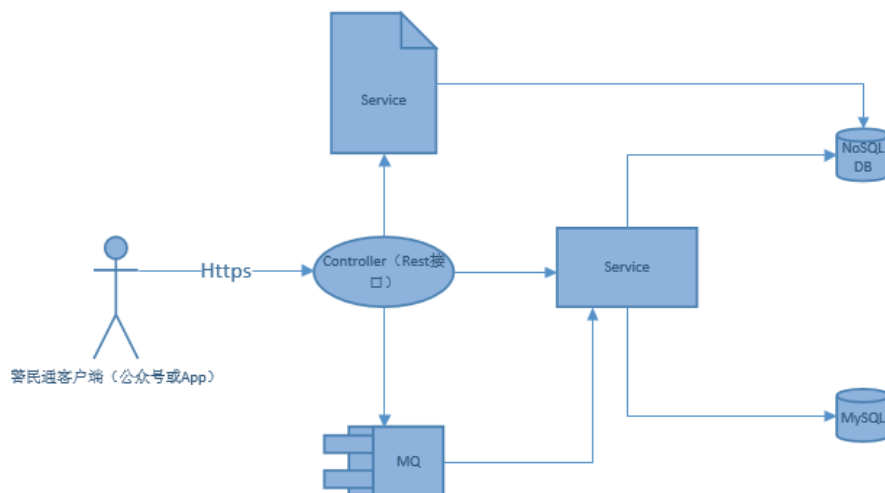 Service
NoSQL
DB
Https
Controller（Rest接
口）
Service
警民通客户端（公众号或App）
MySQL
MQ